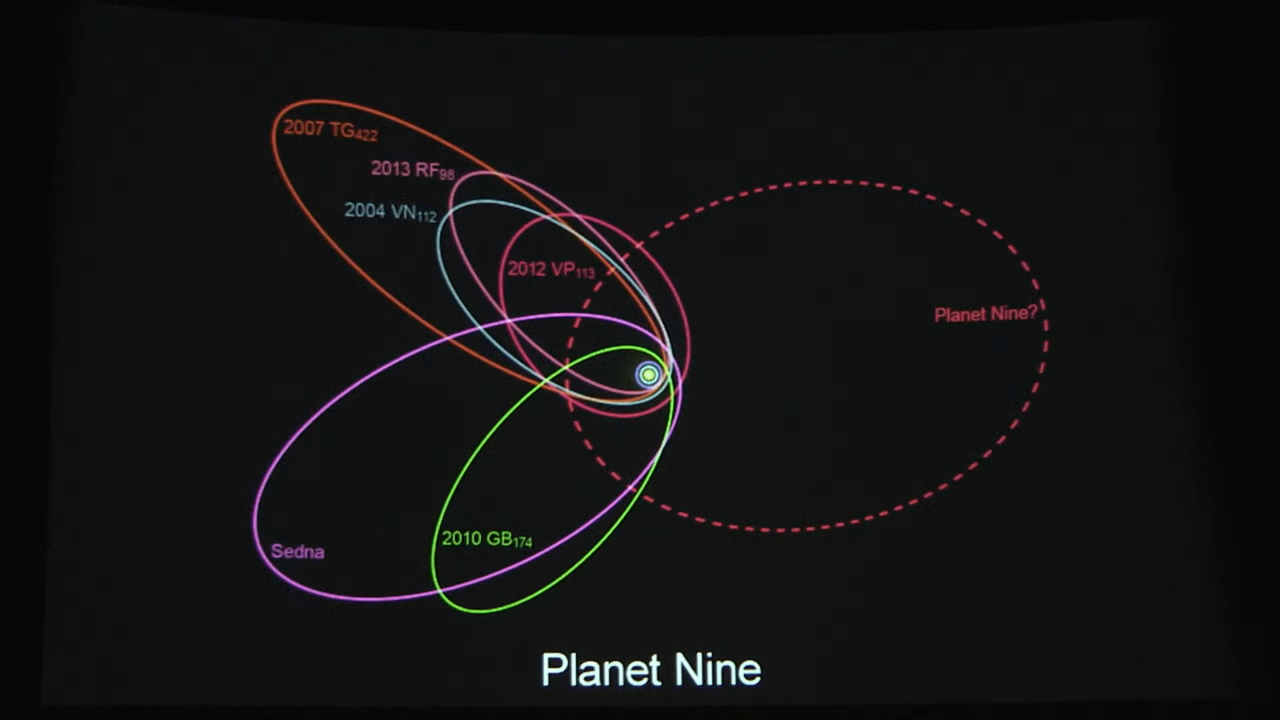 2007 TG₄₂₂
2013 RF₉₈
2004 VN₁₁₂
2012 VP₁₁₃
Planet Nine?
2010 GB₁₇₄
Sedna
Planet Nine